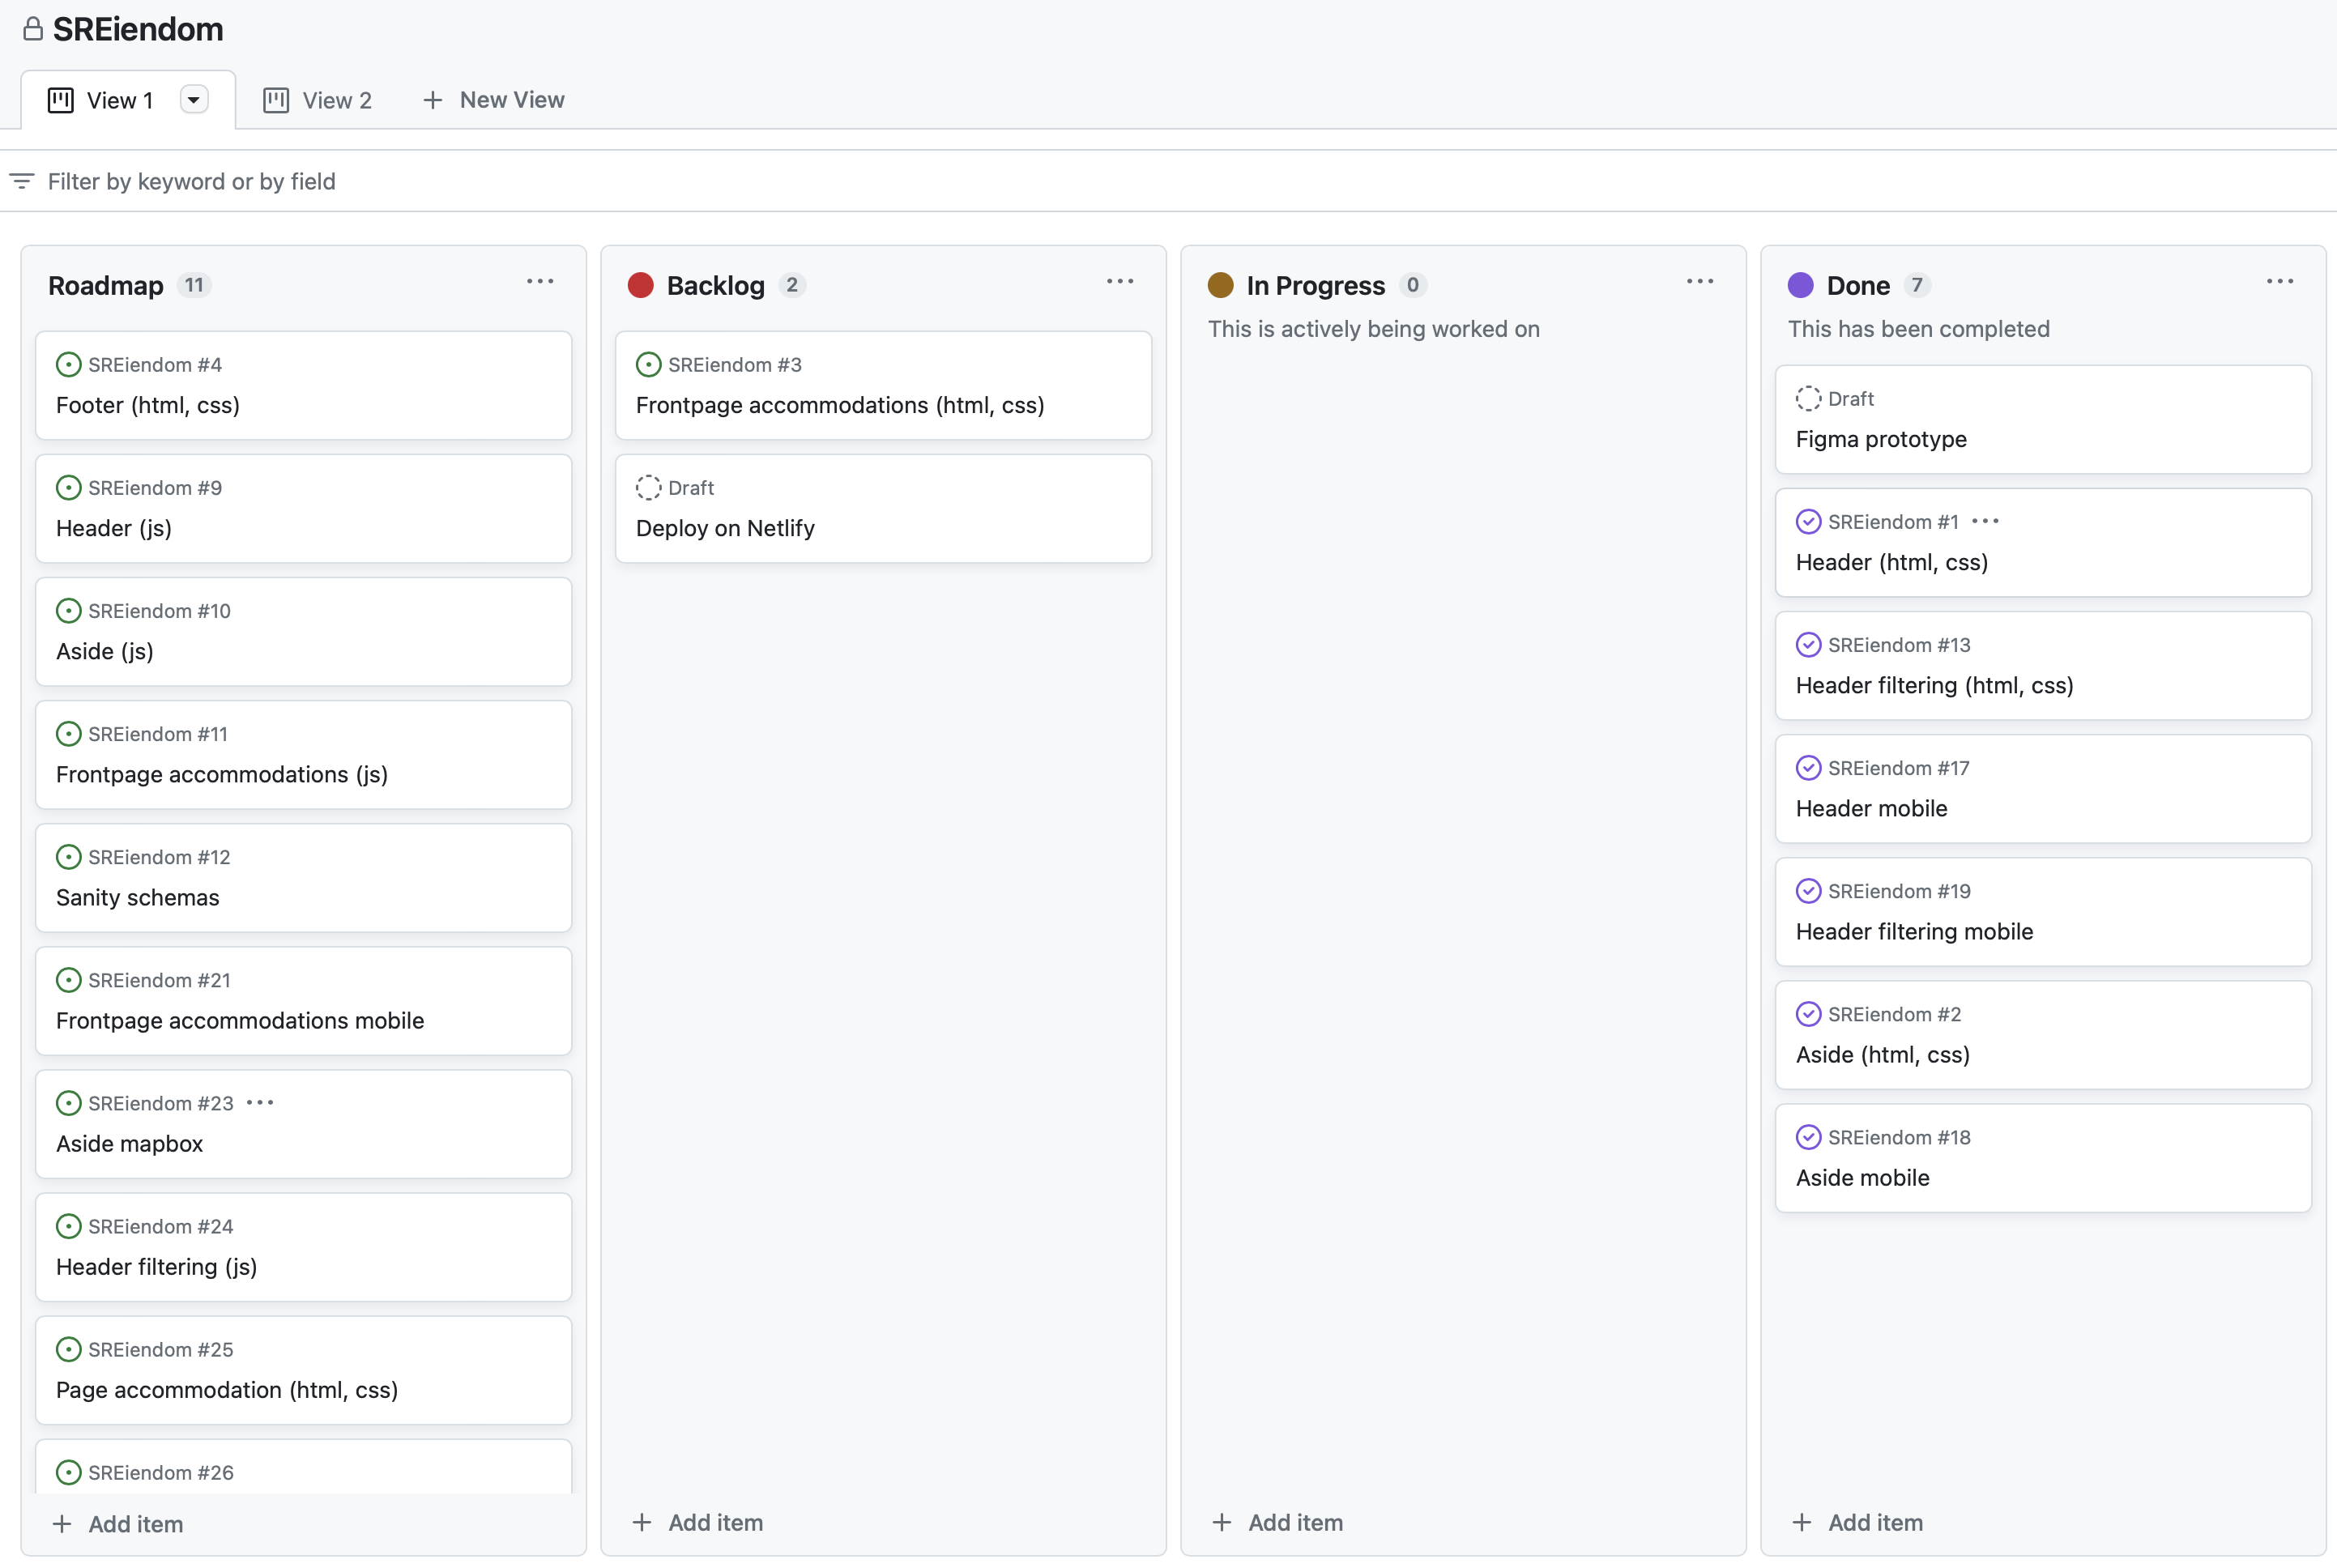 SREiendom
View 1
View 2
New View
Filter by keyword or by field
Roadmap 11
SREiendom #4
Footer (html, css)
SREiendom #9
Header (js)
SREiendom #10
Aside (js)
SREiendom #11
Frontpage accommodations (js)
SREiendom #12
Sanity schemas
SREiendom #21
Frontpage accommodations mobile
SREiendom #23
Aside mapbox
SREiendom #24
Header filtering (js)
SREiendom #25
Page accommodation (html, css)
SREiendom #26
Add item
Backlog 2
SREiendom #3
Frontpage accommodations (html, css)
Draft
Deploy on Netlify
Add item
In Progress 0
This is actively being worked on
Add item
Done 7
This has been completed
Draft
Figma prototype
SREiendom #1
Header (html, css)
SREiendom #13
Header filtering (html, css)
SREiendom #17
Header mobile
SREiendom #19
Header filtering mobile
SREiendom #2
Aside (html, css)
SREiendom #18
Aside mobile
Add item